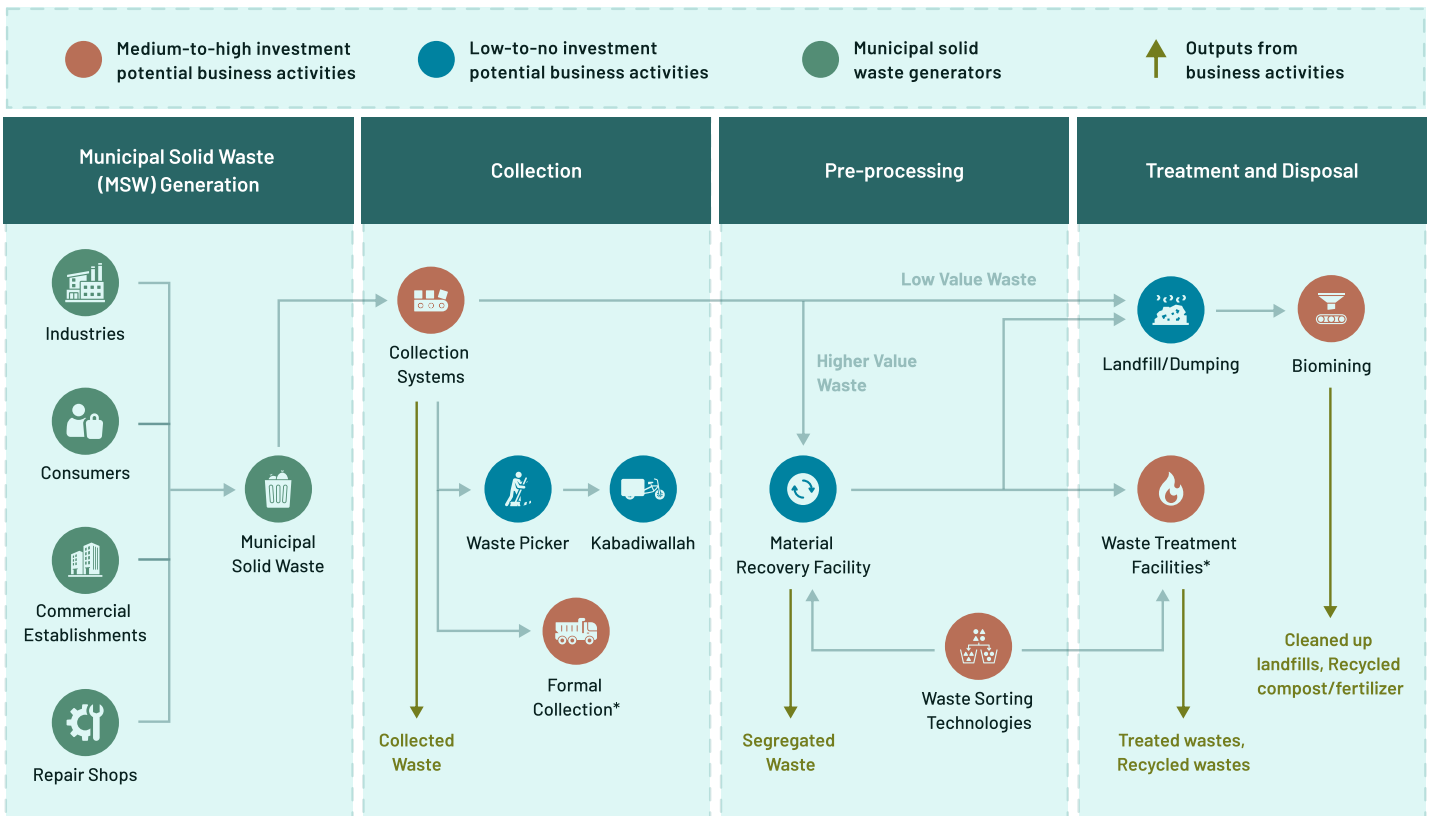 Medium-to-high investment
potential business activities
Low-to-no investment
potential business activities
Municipal solid
waste generators
Outputs from
business activities
Municipal Solid Waste
(MSW) Generation
Collection
Pre-processing
Treatment and Disposal
Industries
Consumers
Commercial
Establishments
Repair Shops
Municipal
Solid Waste
Collection
Systems
Waste Picker
Kabadiwallah
Formal
Collection*
Collected
Waste
Low Value Waste
Higher Value
Waste
Material
Recovery Facility
Waste Sorting
Technologies
Segregated
Waste
Landfill/Dumping
Biomining
Waste Treatment
Facilities*
Cleaned up
landfills, Recycled
compost/fertilizer
Treated wastes,
Recycled wastes